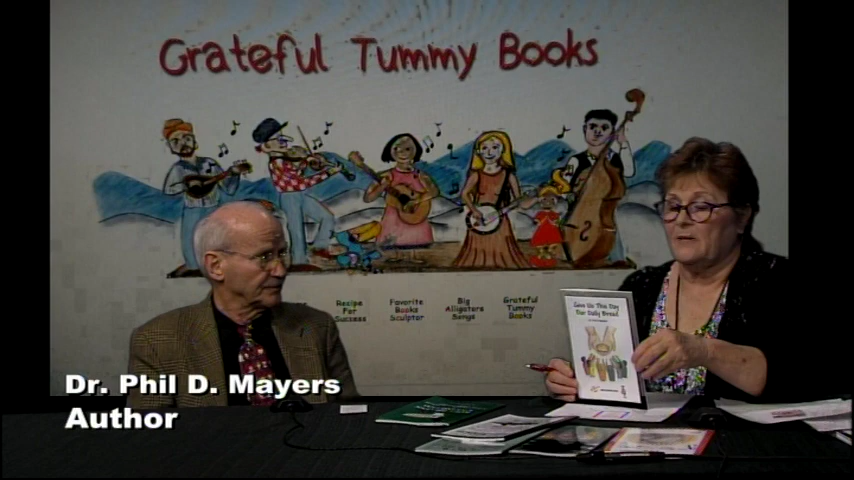 Grateful Tummy Books
Recipe
For
Success
Favorite
Books
Sculptor
Big
Alligators
Songs
Grateful
Tummy
Books
Give Us This Day
Our Daily Bread
Dr. Phil D. Mayers
Author